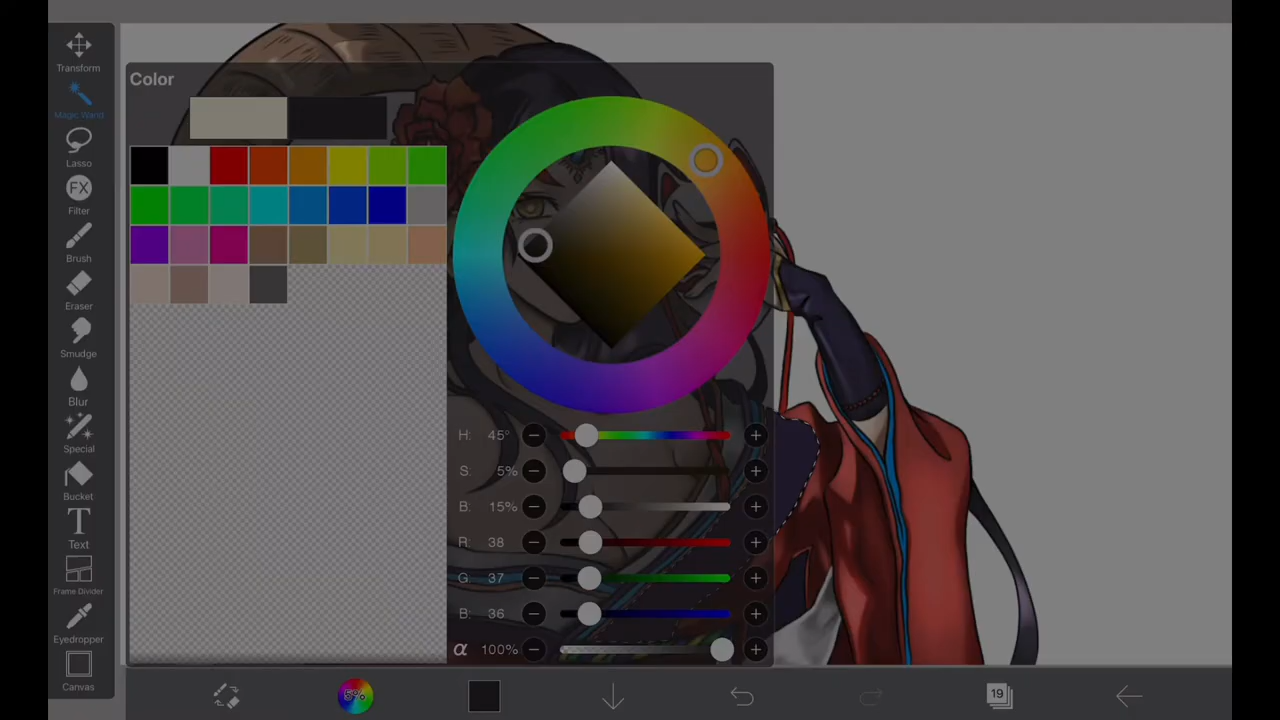 Transform
Magic Wand
Lasso
FX
Filter
Brush
Eraser
Smudge
Blur
Special
Bucket
T
Text
Frame Divider
Eyedropper
Canvas
Color
H: 45°
S: 5%
B: 15%
R: 38
G: 37
B: 36
α 100%
5%
19